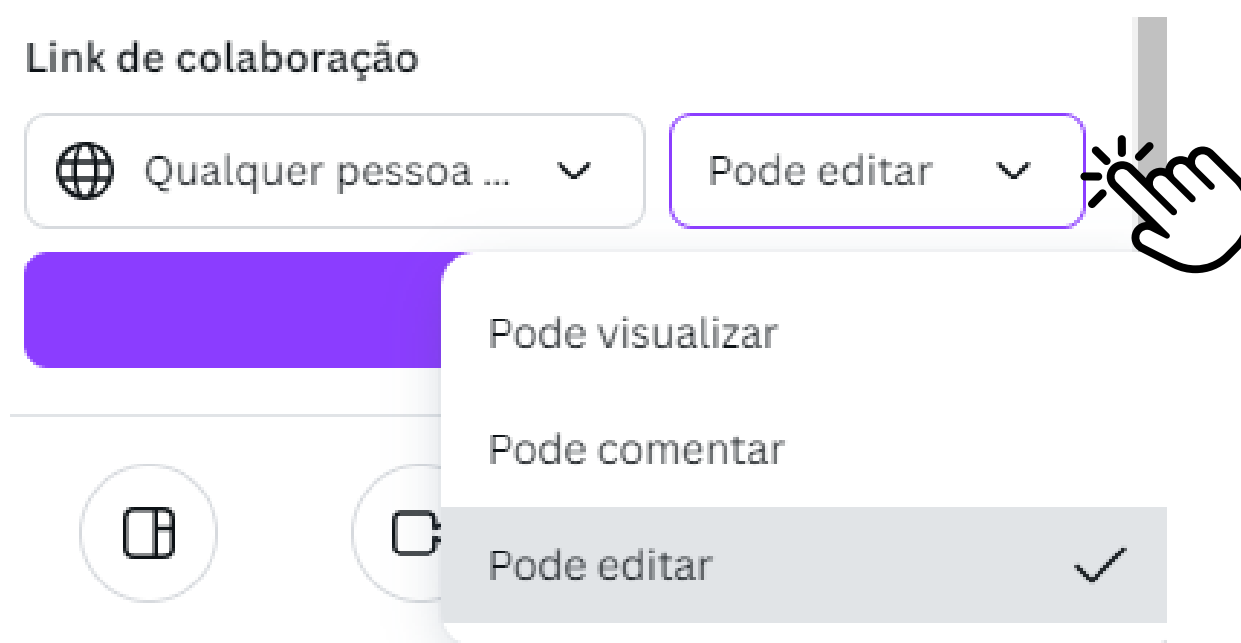 Link de colaboração
Qualquer pessoa ... Pode editar
Pode visualizar
Pode comentar
Pode editar